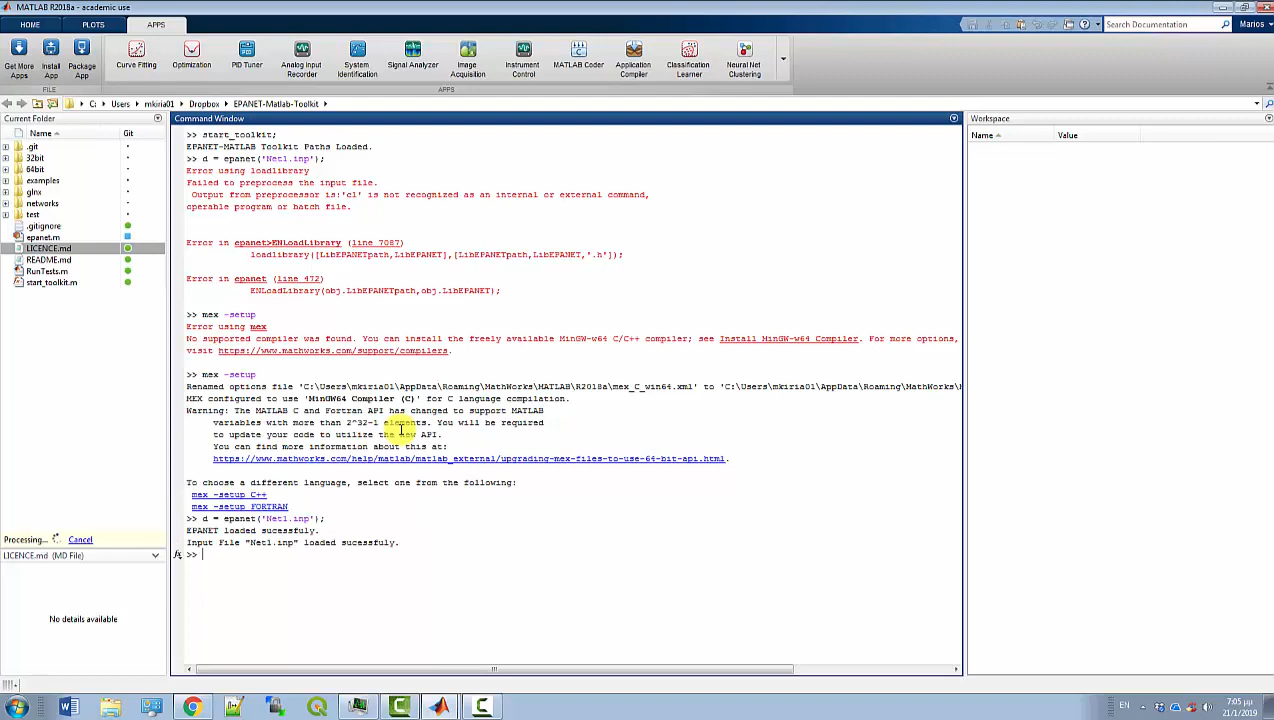 MATLAB R2018a - academic use
HOME PLOTS APPS
Search Documentation
Marios
Get More Apps
Install App
Package App
Curve Fitting
Optimization
PID Tuner
Analog Input Recorder
System Identification
Signal Analyzer
Image Acquisition
Instrument Control
MATLAB Coder
Application Compiler
Classification Learner
Neural Net Clustering
FILE
APPS
C: Users mkiria01 Dropbox EPANET-Matlab-Toolkit
Current Folder
Name Git
.git
32bit
64bit
examples
glnx
networks
test
.gitignore
epanet.m
LICENCE.md
README.md
RunTests.m
start_toolkit.m
Processing... Cancel
LICENCE.md (MD File)
No details available
Command Window
>> start_toolkit;
EPANET-MATLAB Toolkit Paths Loaded.
>> d = epanet('Net1.inp');
Error using loadlibrary
Failed to preprocess the input file.
Output from preprocessor is:'cl' is not recognized as an internal or external command,
operable program or batch file.
Error in epanet>ENLoadLibrary (line 7087)
loadlibrary([LibEPANETpath,LibEPANET],[LibEPANETpath,LibEPANET,'.h']);
Error in epanet (line 472)
ENLoadLibrary(obj.LibEPANETpath,obj.LibEPANET);
>> mex -setup
Error using mex
No supported compiler was found. You can install the freely available MinGW-w64 C/C++ compiler; see Install MinGW-w64 Compiler. For more options,
visit https://www.mathworks.com/support/compilers.
>> mex -setup
Renamed options file 'C:\Users\mkiria01\AppData\Roaming\MathWorks\MATLAB\R2018a\mex_C_win64.xml' to 'C:\Users\mkiria01\AppData\Roaming\MathWorks\
MEX configured to use 'MinGW64 Compiler (C)' for C language compilation.
Warning: The MATLAB C and Fortran API has changed to support MATLAB
variables with more than 2^32-1 elements. You will be required
to update your code to utilize the new API.
You can find more information about this at:
https://www.mathworks.com/help/matlab/matlab_external/upgrading-mex-files-to-use-64-bit-api.html.
To choose a different language, select one from the following:
mex -setup C++
mex -setup FORTRAN
>> d = epanet('Net1.inp');
EPANET loaded sucessfuly.
Input File "Net1.inp" loaded sucessfuly.
fx >>
Workspace
Name Value
EN
7:05 μμ
21/1/2019